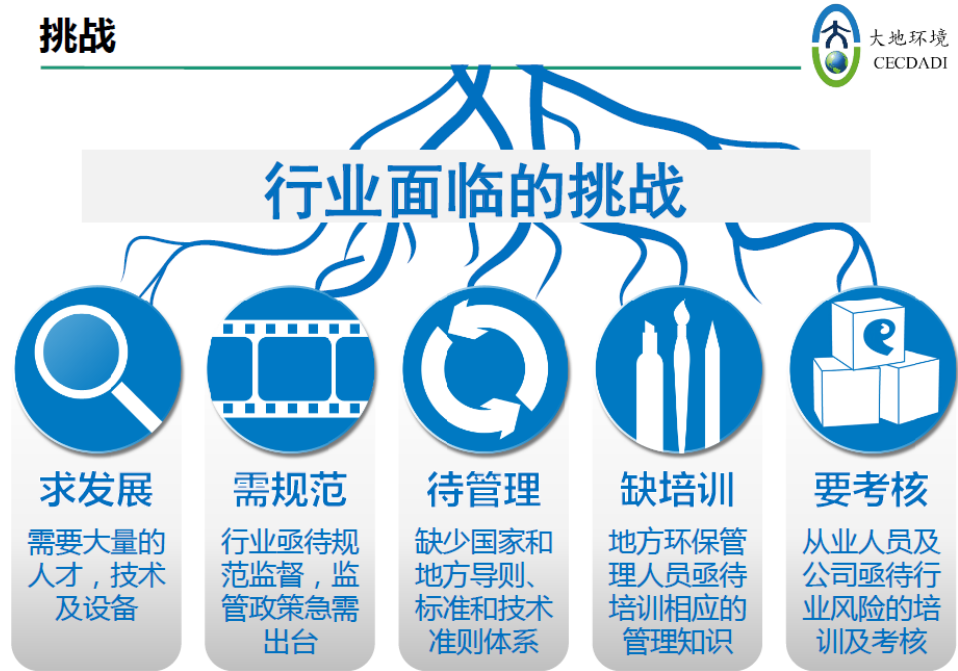 挑战
大地环境
CECDADI
行业面临的挑战
求发展
需要大量的
人才，技术
及设备
需规范
行业亟待规
范监督，监
管政策急需
出台
待管理
缺少国家和
地方导则、
标准和技术
准则体系
缺培训
地方环保管
理人员亟待
培训相应的
管理知识
要考核
从业人员及
公司亟待行
业风险的培
训及考核